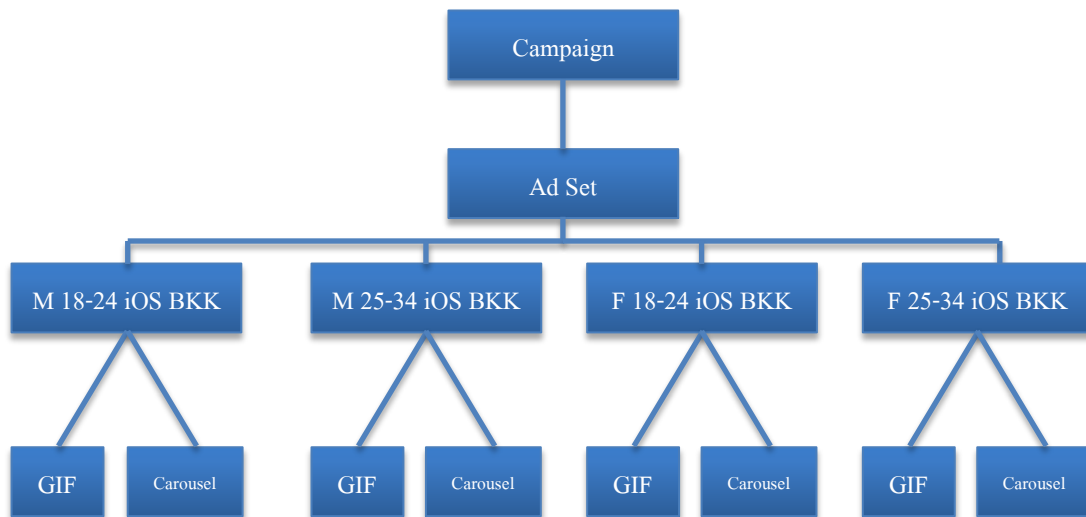 Campaign
Ad Set
M 18-24 iOS BKK
M 25-34 iOS BKK
F 18-24 iOS BKK
F 25-34 iOS BKK
GIF
Carousel
GIF
Carousel
GIF
Carousel
GIF
Carousel